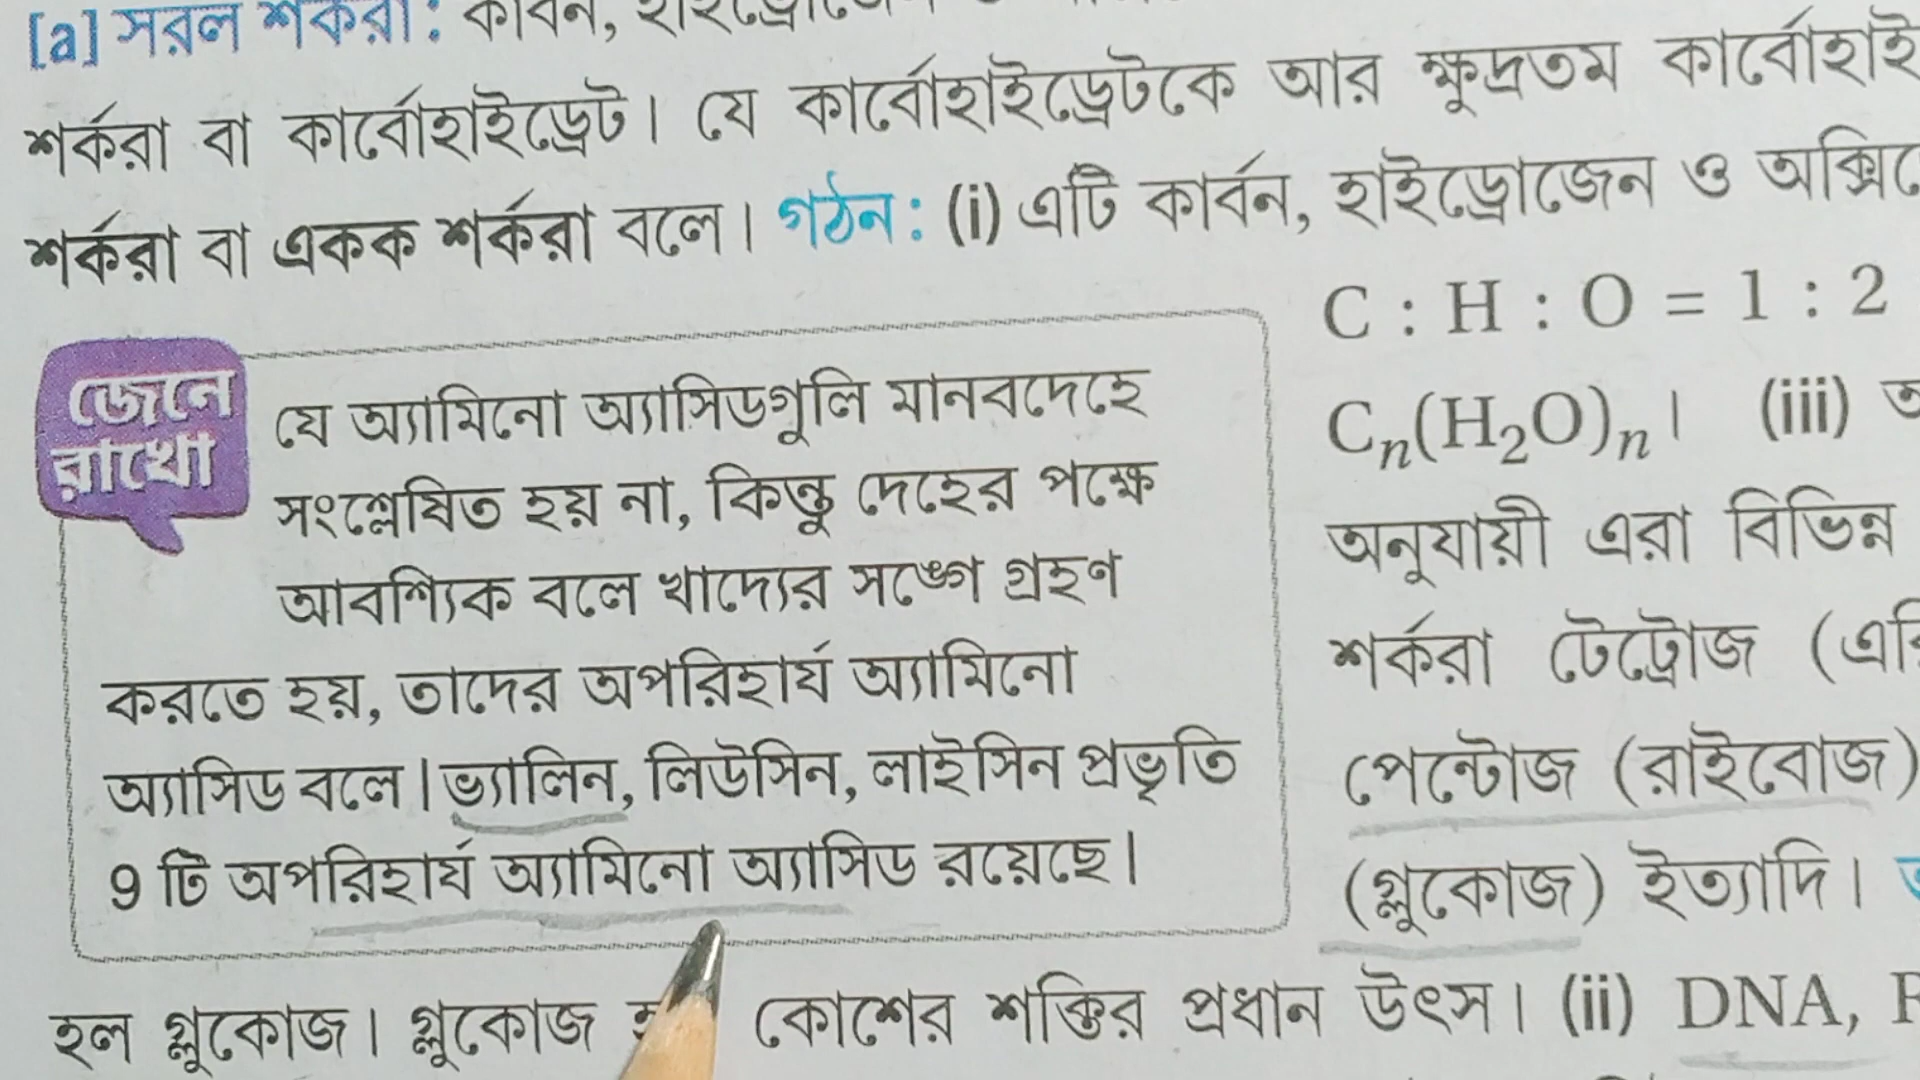 [a] সরল শর্করা: কার্বন,
শর্করা বা কার্বোহাইড্রেট। যে কার্বোহাইড্রেটকে আর ক্ষুদ্রতম কার্বোহাই
শর্করা বা একক শর্করা বলে। গঠন: (i) এটি কার্বন, হাইড্রোজেন ও
জেনে
রাখো
যে অ্যামিনো অ্যাসিডগুলি মানবদেহে
সংশ্লেষিত হয় না, কিন্তু দেহের পক্ষে
আবশ্যিক বলে খাদ্যের সঙ্গে গ্রহণ
করতে হয়, তাদের অপরিহার্য অ্যামিনো
অ্যাসিড বলে। ভ্যালিন, লিউসিন, লাইসিন প্রভৃতি
9 টি অপরিহার্য অ্যামিনো অ্যাসিড রয়েছে।
C : H : O = 1 : 2
Cn(H2O)n। (iii)
অনুযায়ী এরা বিভিন্ন
শর্করা টেট্রোজ
পেন্টোজ (রাইবোজ)
(গ্লুকোজ) ইত্যাদি।
হল গ্লুকোজ। গ্লুকোজ কোশের শক্তির প্রধান উৎস। (ii) DNA,